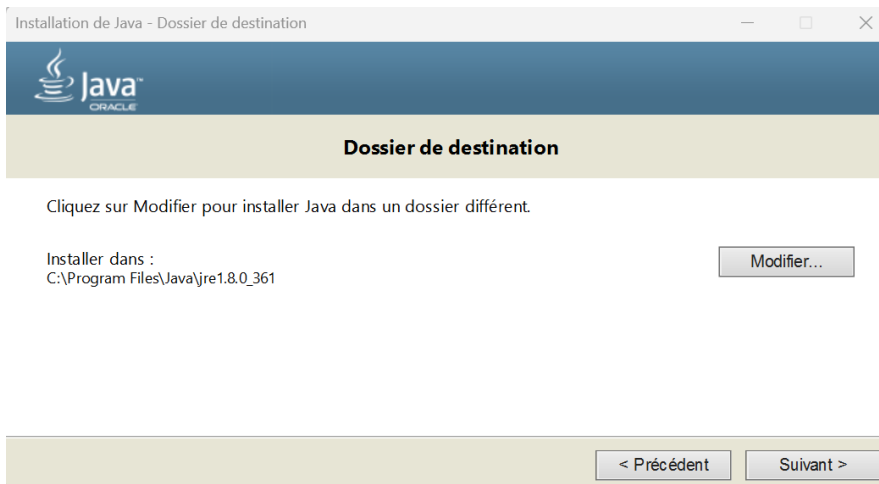 Installation de Java - Dossier de destination
Java™
ORACLE
Dossier de destination
Cliquez sur Modifier pour installer Java dans un dossier différent.
Installer dans :
Modifier...
C:\Program Files\Java\jre1.8.0_361
< Précédent
Suivant >